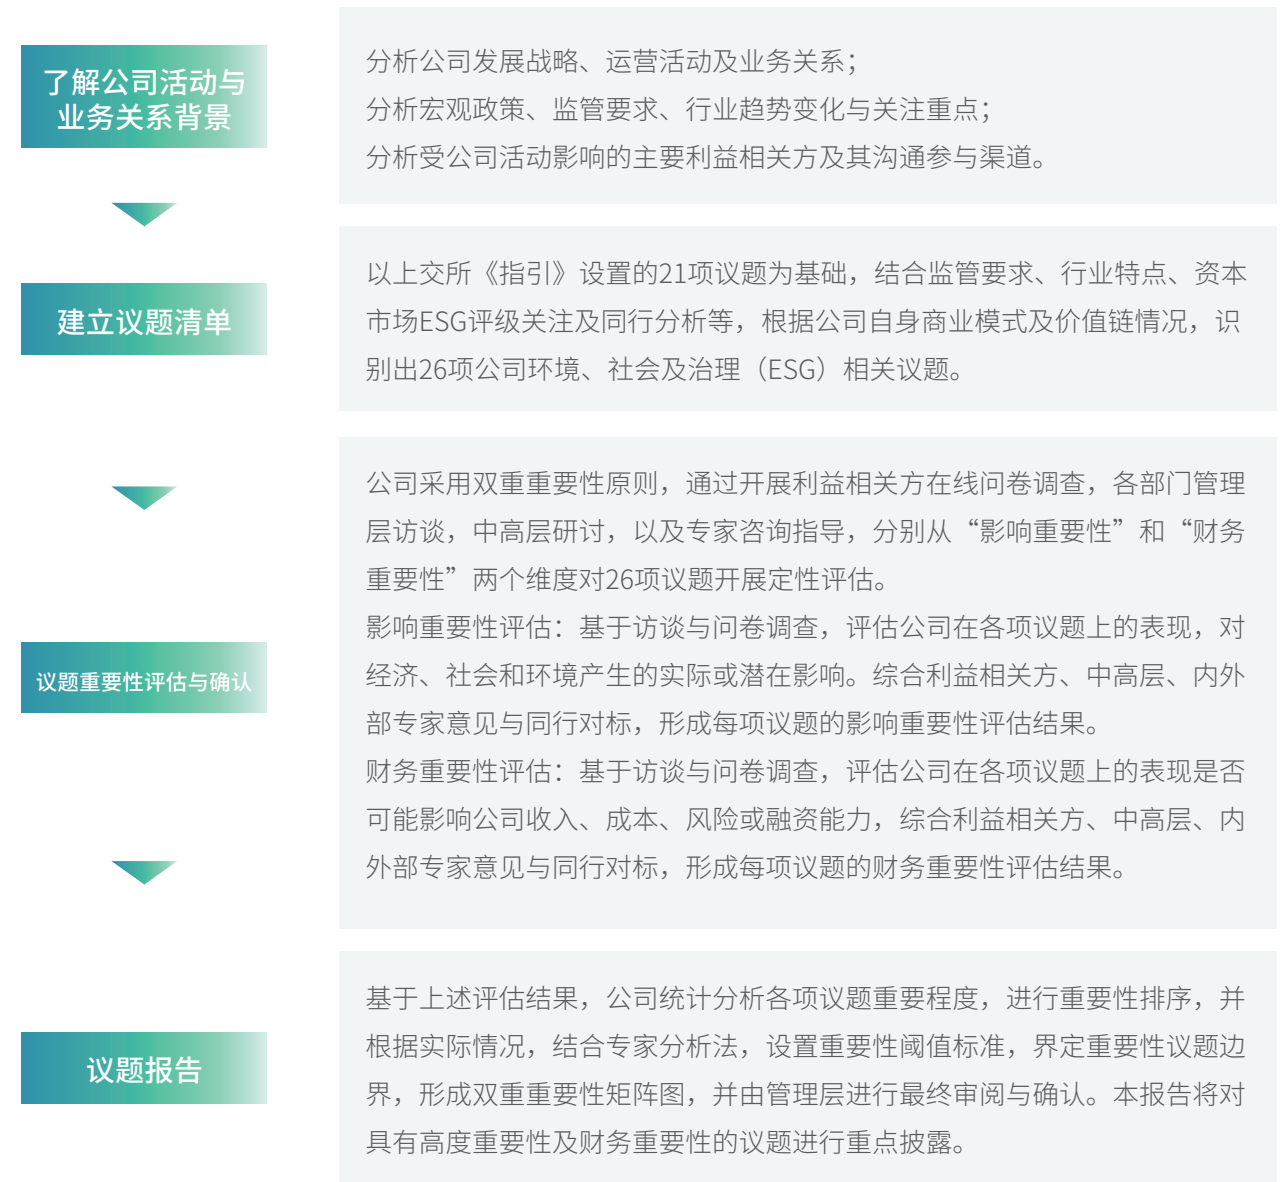 了解公司活动与
业务关系背景
分析公司发展战略、运营活动及业务关系；
分析宏观政策、监管要求、行业趋势变化与关注重点；
分析受公司活动影响的主要利益相关方及其沟通参与渠道。
建立议题清单
以上交所《指引》设置的21项议题为基础，结合监管要求、行业特点、资本
市场ESG评级关注及同行分析等，根据公司自身商业模式及价值链情况，识
别出26项公司环境、社会及治理（ESG）相关议题。
议题重要性评估与确认
公司采用双重重要性原则，通过开展利益相关方在线问卷调查，各部门管理
层访谈，中高层研讨，以及专家咨询指导，分别从“影响重要性”和“财务
重要性”两个维度对26项议题开展定性评估。
影响重要性评估：基于访谈与问卷调查，评估公司在各项议题上的表现，对
经济、社会和环境产生的实际或潜在影响。综合利益相关方、中高层、内外
部专家意见与同行对标，形成每项议题的影响重要性评估结果。
财务重要性评估：基于访谈与问卷调查，评估公司在各项议题上的表现是否
可能影响公司收入、成本、风险或融资能力，综合利益相关方、中高层、内
外部专家意见与同行对标，形成每项议题的财务重要性评估结果。
议题报告
基于上述评估结果，公司统计分析各项议题重要程度，进行重要性排序，并
根据实际情况，结合专家分析法，设置重要性阈值标准，界定重要性议题边
界，形成双重重要性矩阵图，并由管理层进行最终审阅与确认。本报告将对
具有高度重要性及财务重要性的议题进行重点披露。